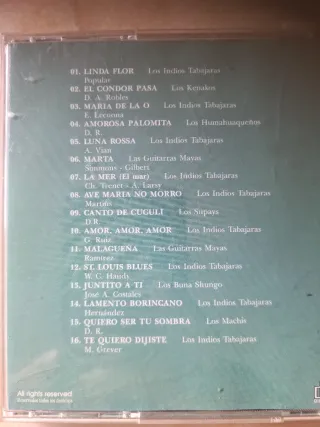 01. LINDA FLOR Los Indios Tabajaras
Popular
02. EL CONDOR PASA Los Kenakos
D. A. Robles
03. MARIA DE LA O Los Indios Tabajaras
E. Lecuona
04. AMOROSA PALOMITA Los Humahuaqueños
D. R.
05. LUNA ROSSA Los Indios Tabajaras
A. Vian
06. MARTA Las Guitarras Mayas
Simmons - Gilbert
07. LA MER (El mar) Los Indios Tabajaras
Ch. Trenet - A. Larsy
08. AVE MARIA NO MORRO Los Indios Tabajaras
Martins
09. CANTO DE CUCULI Los Supaya
D.R.
10. AMOR, AMOR, AMOR Los Indios Tabajaras
G. Ruiz
11. MALAGUEÑA Las Guitarras Mayas
Ramirez
12. ST. LOUIS BLUES Los Indios Tabajaras
W. C. Handy
13. JUNTITO A TI Los Runa Shungo
José A. Costales
14. LAMENTO BORINCANO Los Indios Tabajaras
Hernández
15. QUIERO SER TU SOMBRA Los Machis
D. R.
16. TE QUIERO DIJISTE Los Indios Tabajaras
M. Grever
All rights reserved